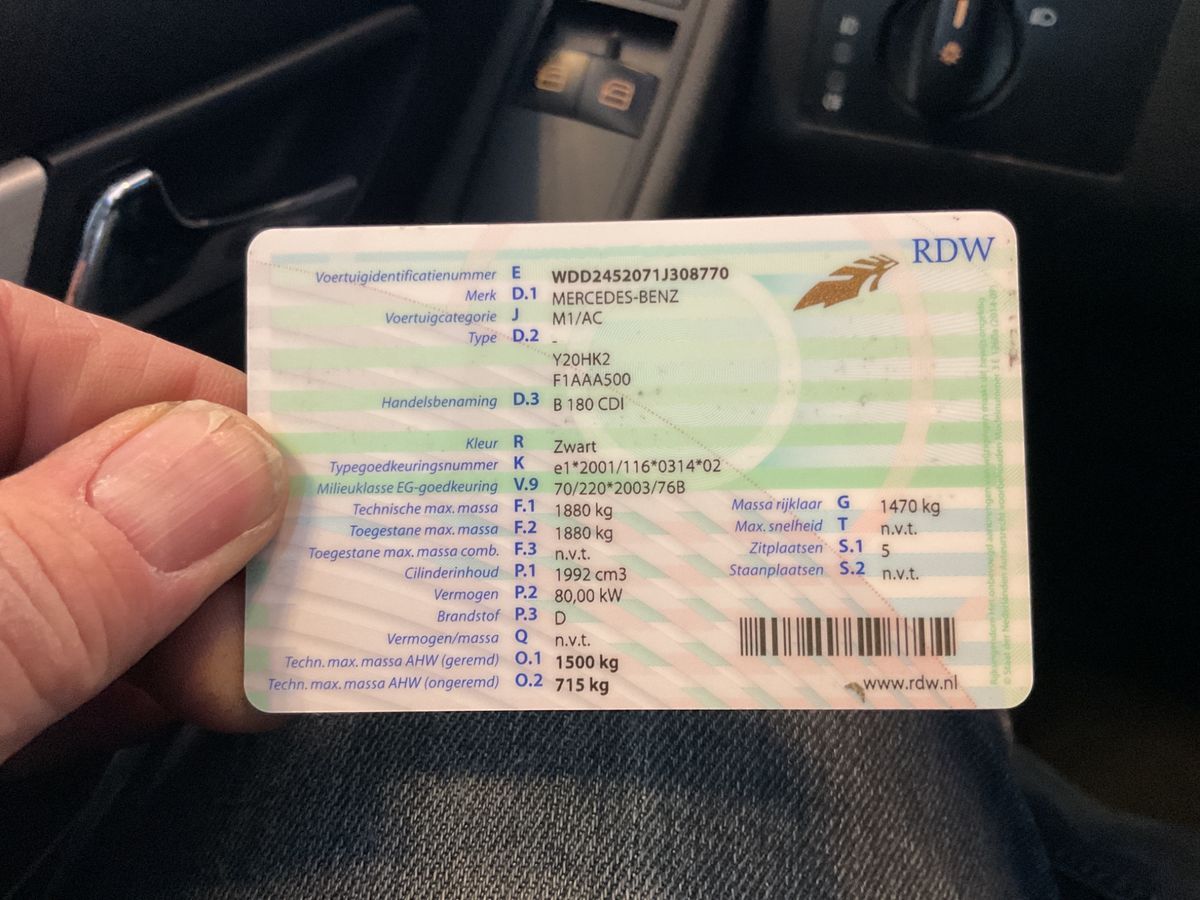 RDW
Voertuigidentificatienummer E WDD2452071J308770
Merk D.1 MERCEDES-BENZ
Voertuigcategorie J M1/AC
Type D.2 -
Y20HK2
F1AAA500
Handelsbenaming D.3 B 180 CDI
Kleur R Zwart
Typegoedkeuringsnummer K e1*2001/116*0314*02
Milieuklasse EG-goedkeuring V.9 70/220*2003/76B
Technische max. massa F.1 1880 kg
Toegestane max. massa F.2 1880 kg
Toegestane max. massa comb. F.3 n.v.t.
Cilinderinhoud P.1 1992 cm3
Vermogen P.2 80,00 kW
Brandstof P.3 D
Vermogen/massa Q n.v.t.
Techn. max. massa AHW (geremd) O.1 1500 kg
Techn. max. massa AHW (ongeremd) O.2 715 kg
Massa rijklaar G 1470 kg
Max. snelheid T n.v.t.
Zitplaatsen S.1 5
Staanplaatsen S.2 n.v.t.
www.rdw.nl